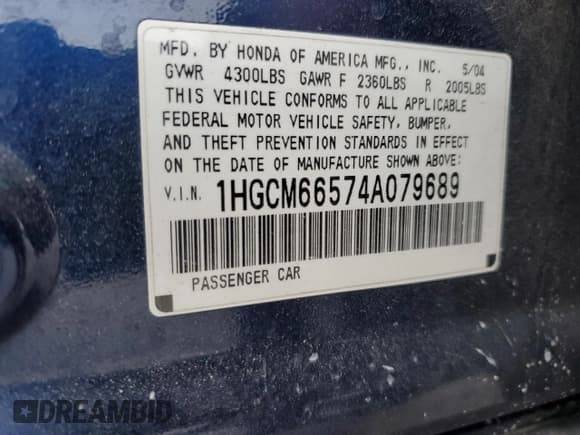 MFD. BY HONDA OF AMERICA MFG., INC. 5/04
GVWR 4300LBS GAWR F 2360LBS R 2005LBS
THIS VEHICLE CONFORMS TO ALL APPLICABLE
FEDERAL MOTOR VEHICLE SAFETY, BUMPER,
AND THEFT PREVENTION STANDARDS IN EFFECT
ON THE DATE OF MANUFACTURE SHOWN ABOVE:
V.I.N. 1HGCM66574A079689
PASSENGER CAR
DREAMBID